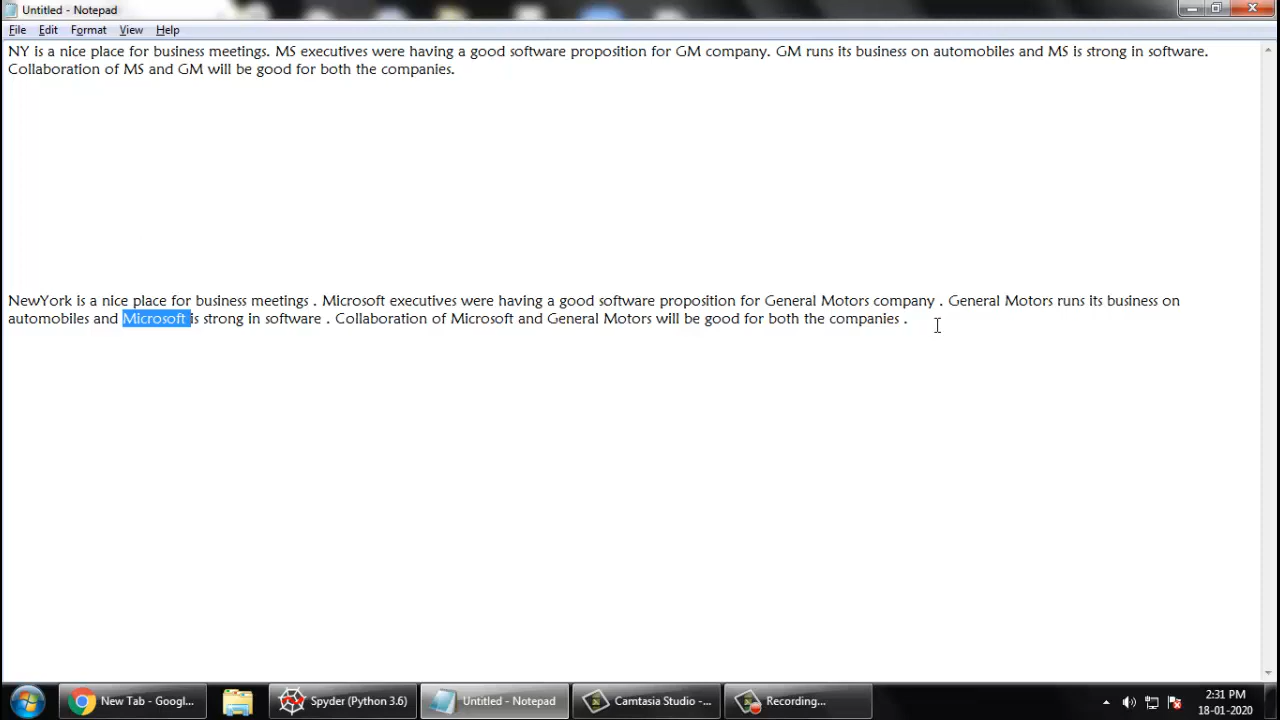 Untitled - Notepad
File Edit Format View Help
NY is a nice place for business meetings. MS executives were having a good software proposition for GM company. GM runs its business on automobiles and MS is strong in software.
Collaboration of MS and GM will be good for both the companies.
NewYork is a nice place for business meetings . Microsoft executives were having a good software proposition for General Motors company . General Motors runs its business on
automobiles and Microsoft is strong in software . Collaboration of Microsoft and General Motors will be good for both the companies .
New Tab - Googl... Spyder (Python 3.6) Untitled - Notepad Camtasia Studio -... Recording... 2:31 PM
18-01-2020